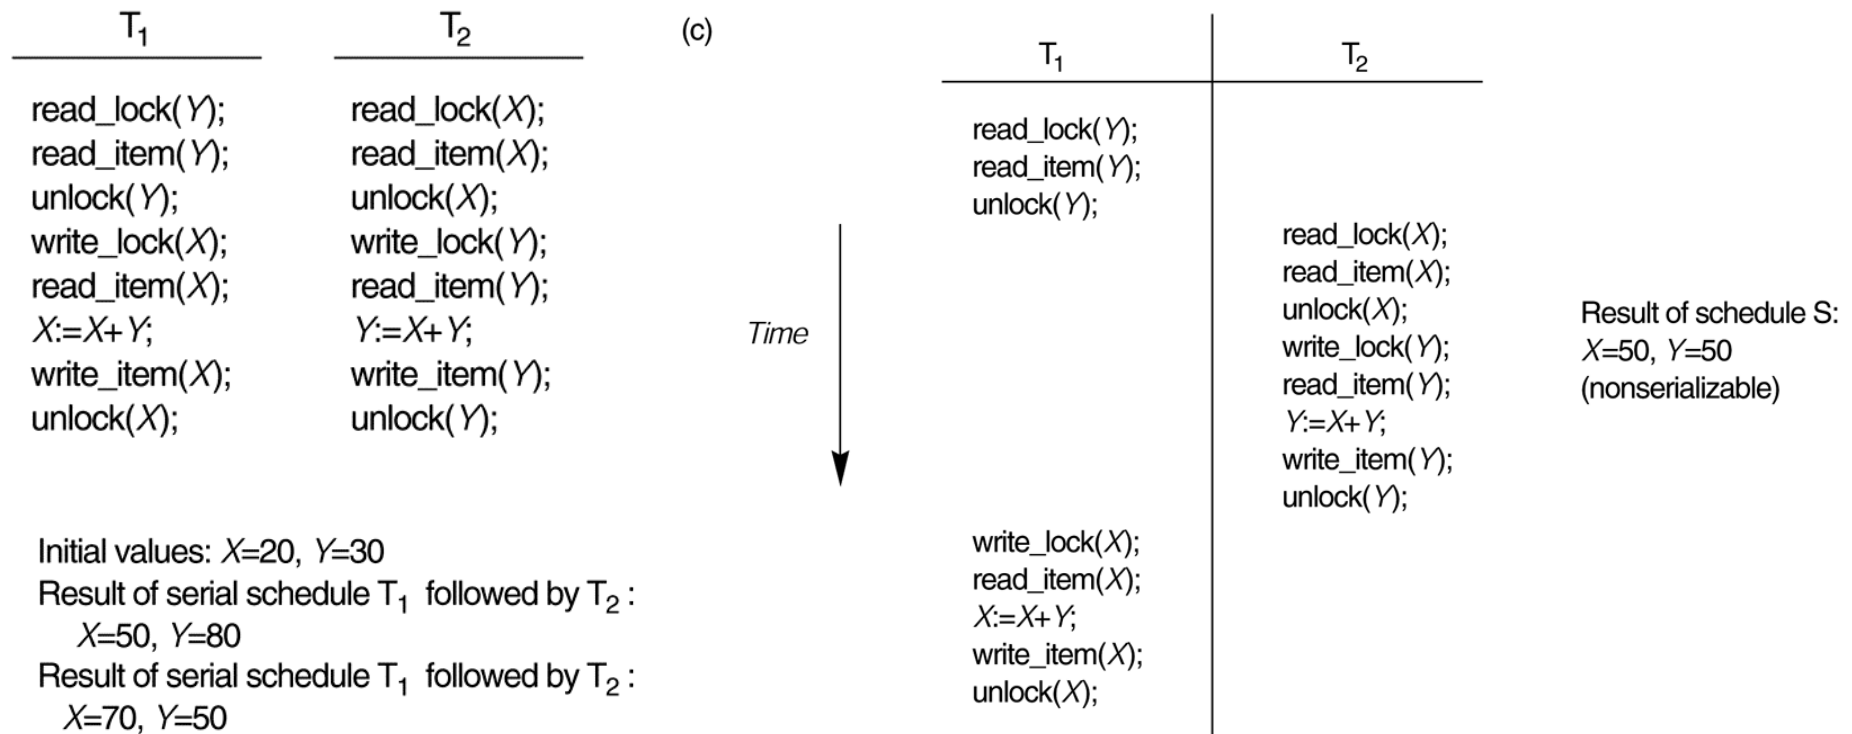 T1 T2
read_lock(Y); read_lock(X);
read_item(Y); read_item(X);
unlock(Y); unlock(X);
write_lock(X); write_lock(Y);
read_item(X); read_item(Y);
X:=X+Y; Y:=X+Y;
write_item(X); write_item(Y);
unlock(X); unlock(Y);
Initial values: X=20, Y=30
Result of serial schedule T1 followed by T2 :
X=50, Y=80
Result of serial schedule T1 followed by T2 :
X=70, Y=50
(c)
T1 T2
read_lock(Y);
read_item(Y);
unlock(Y);
read_lock(X);
read_item(X);
unlock(X);
write_lock(Y);
read_item(Y);
Y:=X+Y;
write_item(Y);
unlock(Y);
write_lock(X);
read_item(X);
X:=X+Y;
write_item(X);
unlock(X);
Time
Result of schedule S:
X=50, Y=50
(nonserializable)